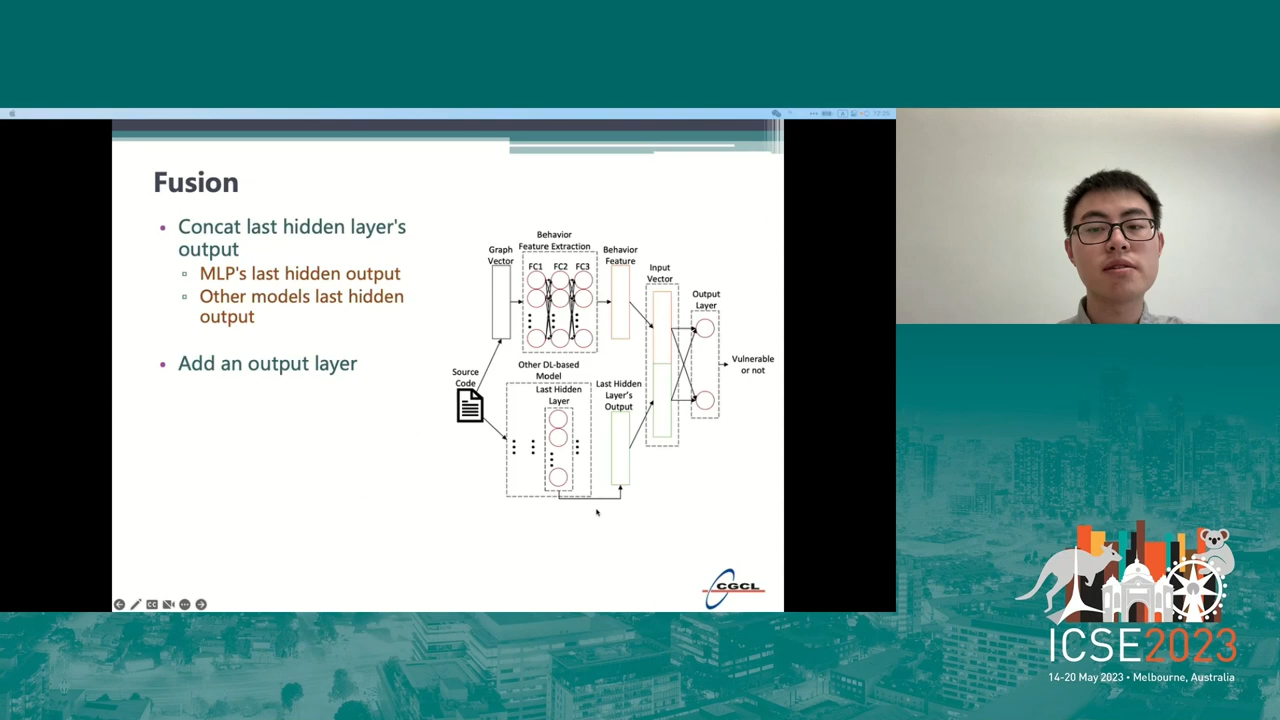 Fusion
• Concat last hidden layer's
output
MLP's last hidden output
Other models last hidden
output
• Add an output layer
Behavior
Feature Extraction
Graph
Vector
FC1 FC2 FC3
Behavior
Feature
Input
Vector
Output
Layer
Vulnerable
or not
Source
Code
Other DL-based
Model
Last Hidden
Layer
Last Hidden
Layer's
Output
CGCL
ICSE2023
14-20 May 2023 • Melbourne, Australia